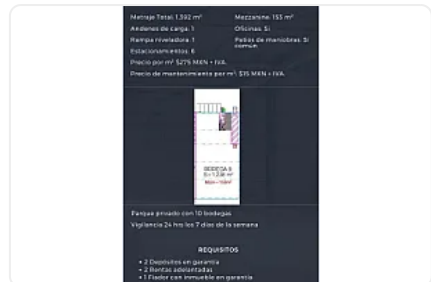 Metraje Total: 1,392 m²
Mezzanine: 153 m²
Andenes de carga: 1
Oficinas: Si
Rampa niveladora: 1
Patios de maniobras: Si
común
Estacionamientos: 6
Precio por m²: $275 MXN + IVA.
Precio de mantenimiento por m²: $15 MXN + IVA.
BODEGA 6
Parque privado con 10 bodegas
Vigilancia 24 hrs los 7 días de la semana
REQUISITOS
• 2 Depósitos en garantía
• 2 Rentas adelantadas
• 1 Fiador con inmueble en garantía